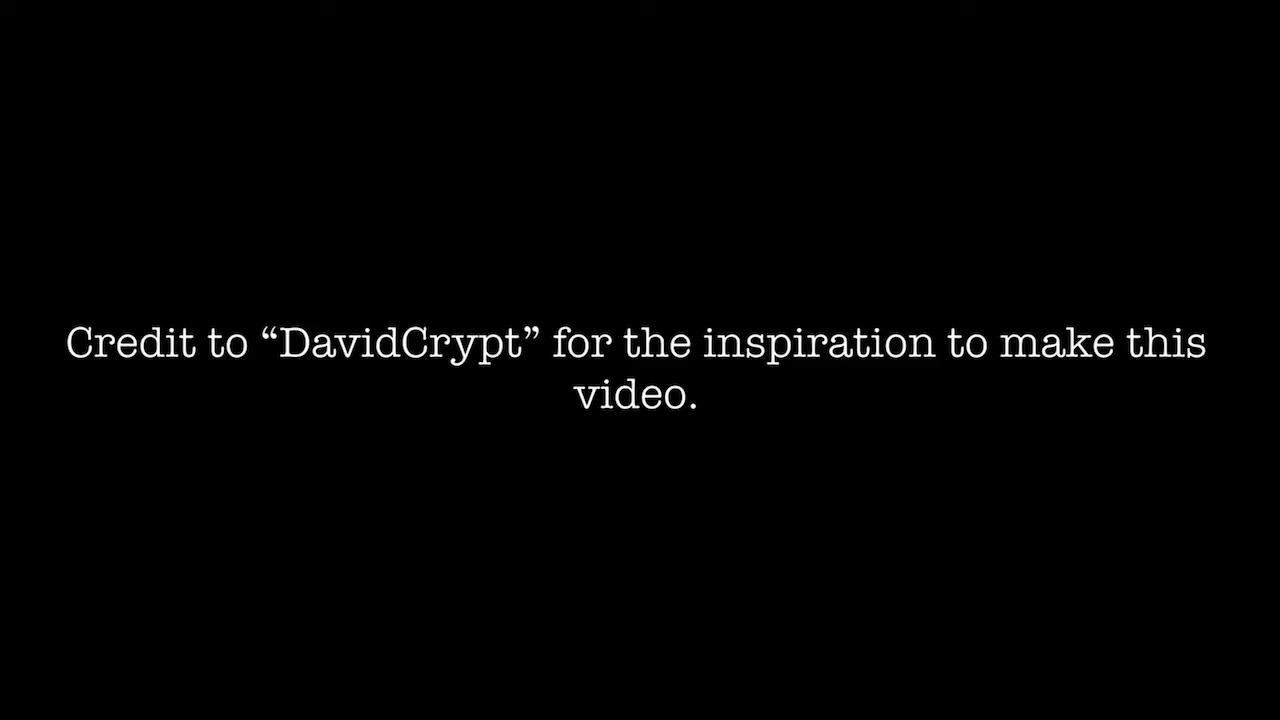 Credit to “DavidCrypt” for the inspiration to make this
video.